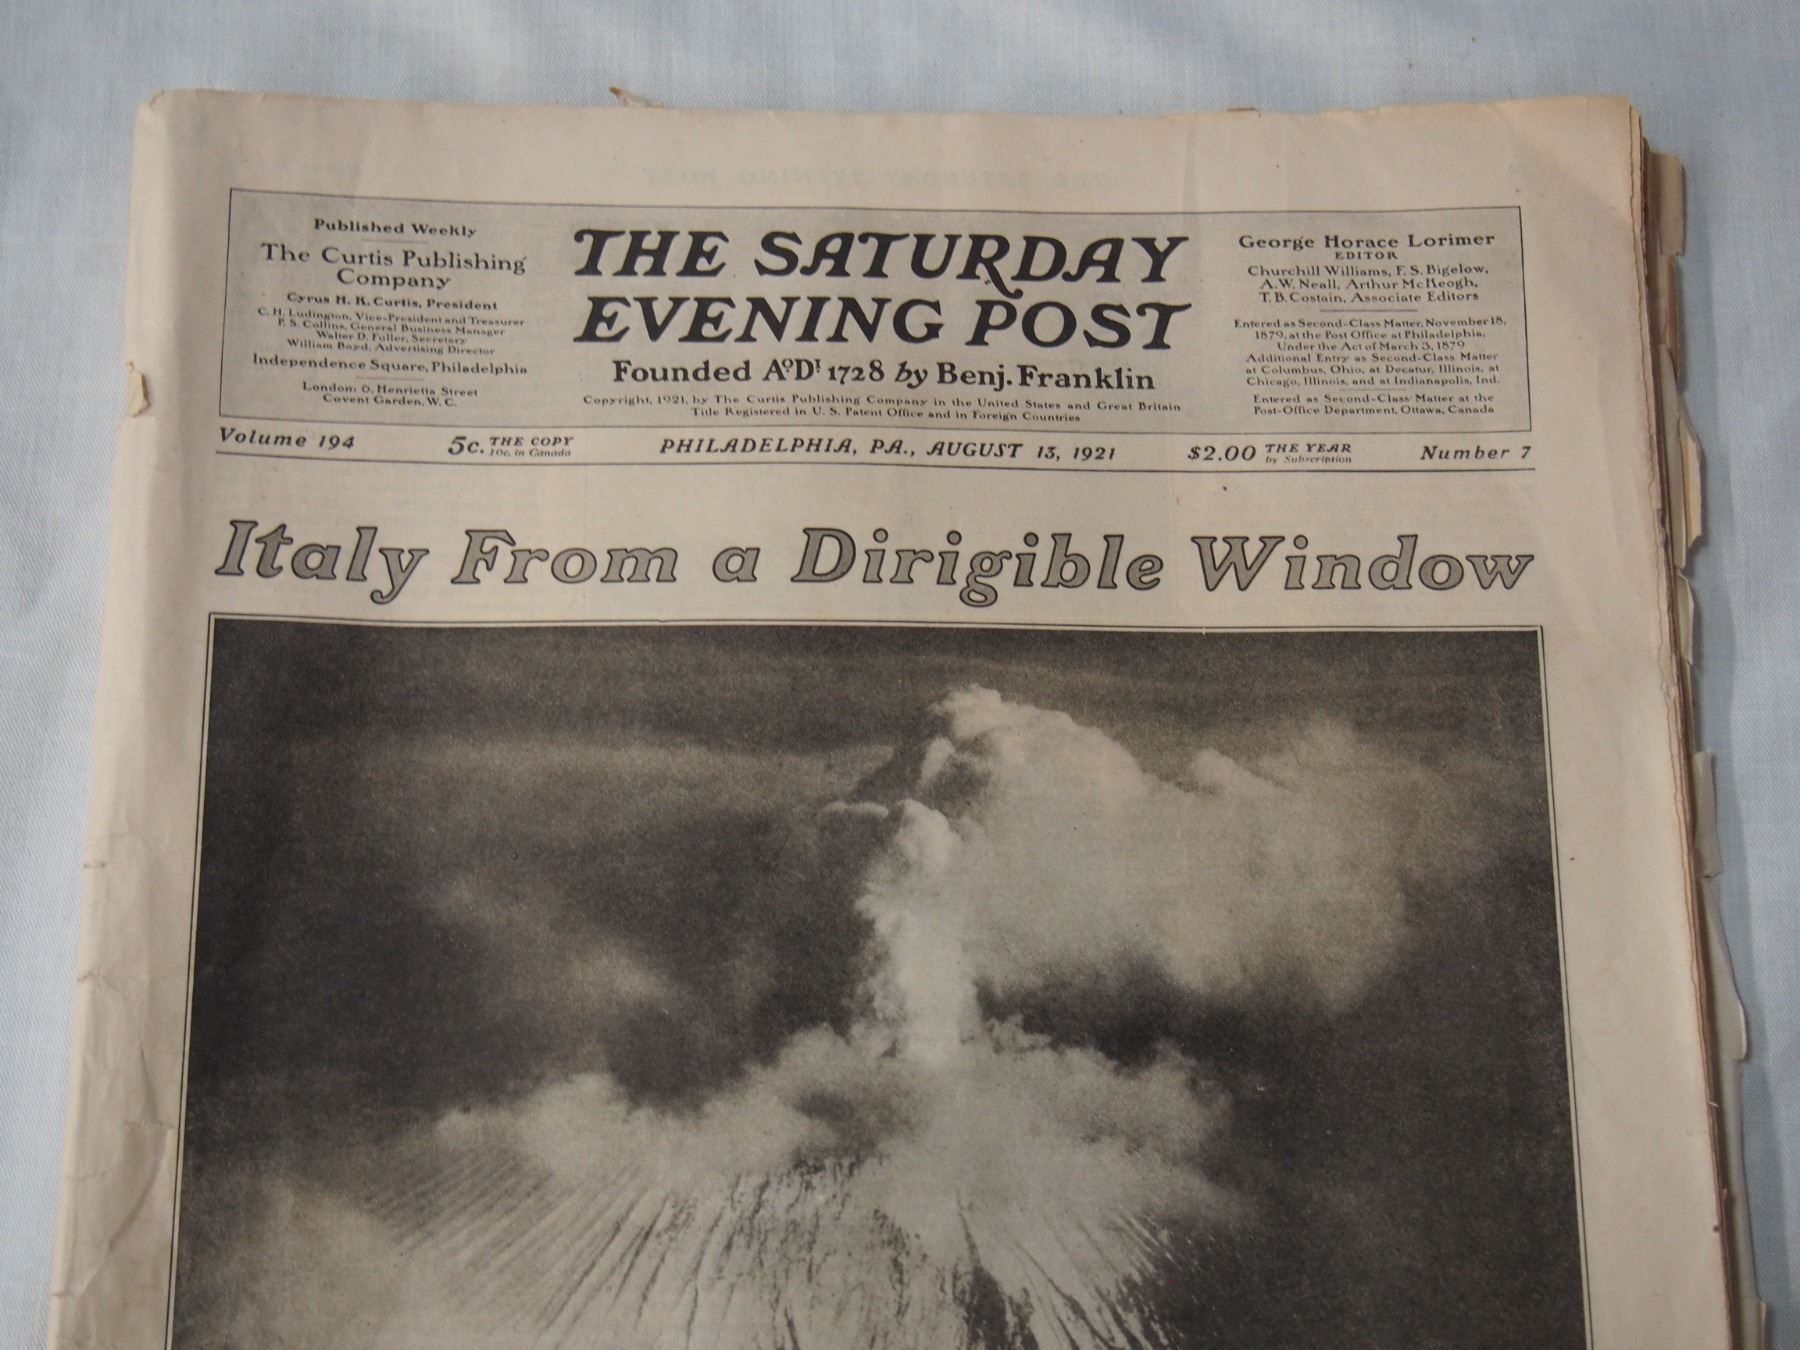 Published Weekly
The Curtis Publishing
Company
Cyrus H. K. Curtis, President
C. H. Ludington, Vice-President and Treasurer
P. S. Collins, General Business Manager
Walter D. Fuller, Secretary
William Boyd, Advertising Director
Independence Square, Philadelphia
London: 6, Henrietta Street
Covent Garden, W. C.
THE SATURDAY
EVENING POST
Founded AºDⁱ 1728 by Benj. Franklin
Copyright, 1921, by The Curtis Publishing Company in the United States and Great Britain
Title Registered in U. S. Patent Office and in Foreign Countries
George Horace Lorimer
EDITOR
Churchill Williams, F. S. Bigelow,
A. W. Neall, Arthur McKeogh,
T. B. Costain, Associate Editors
Entered as Second-Class Matter, November 18,
1879, at the Post Office at Philadelphia,
Under the Act of March 3, 1879
Additional Entry as Second-Class Matter
at Columbus, Ohio, at Decatur, Illinois, at
Chicago, Illinois, and at Indianapolis, Ind.
Entered as Second-Class Matter at the
Post-Office Department, Ottawa, Canada
Volume 194 5c. THE COPY 10c. in Canada PHILADELPHIA, PA., AUGUST 13, 1921 $2.00 THE YEAR by Subscription Number 7
Italy From a Dirigible Window